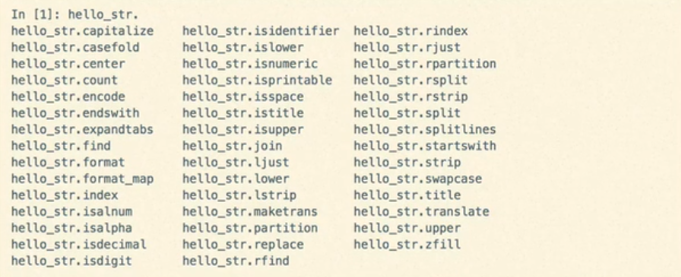 In [1]: hello_str.
hello_str.capitalize hello_str.isidentifier hello_str.rindex
hello_str.casefold hello_str.islower hello_str.rjust
hello_str.center hello_str.isnumeric hello_str.rpartition
hello_str.count hello_str.isprintable hello_str.rsplit
hello_str.encode hello_str.isspace hello_str.rstrip
hello_str.endswith hello_str.istitle hello_str.split
hello_str.expandtabs hello_str.isupper hello_str.splitlines
hello_str.find hello_str.join hello_str.startswith
hello_str.format hello_str.ljust hello_str.strip
hello_str.format_map hello_str.lower hello_str.swapcase
hello_str.index hello_str.lstrip hello_str.title
hello_str.isalnum hello_str.maketrans hello_str.translate
hello_str.isalpha hello_str.partition hello_str.upper
hello_str.isdecimal hello_str.replace hello_str.zfill
hello_str.isdigit hello_str.rfind